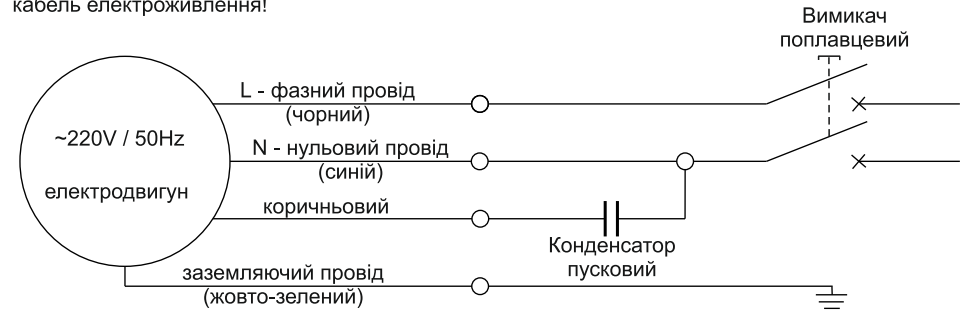 кабель електроживлення!
Вимикач
поплавцевий
L - фазний провід
(чорний)
~220V / 50Hz
N - нульовий провід
(синій)
електродвигун
коричньовий
Конденсатор
пусковий
заземляючий провід
(жовто-зелений)